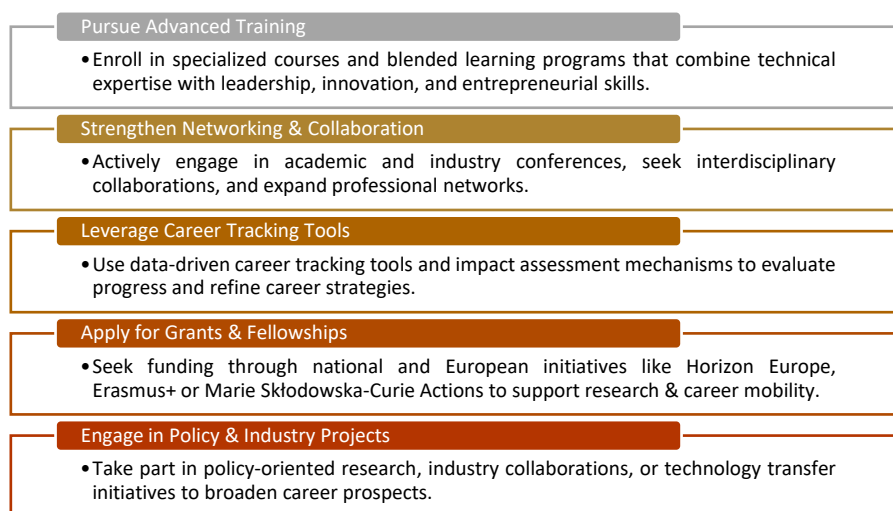 Pursue Advanced Training
•Enroll in specialized courses and blended learning programs that combine technical
expertise with leadership, innovation, and entrepreneurial skills.
Strengthen Networking & Collaboration
•Actively engage in academic and industry conferences, seek interdisciplinary
collaborations, and expand professional networks.
Leverage Career Tracking Tools
•Use data-driven career tracking tools and impact assessment mechanisms to evaluate
progress and refine career strategies.
Apply for Grants & Fellowships
•Seek funding through national and European initiatives like Horizon Europe,
Erasmus+ or Marie Skłodowska-Curie Actions to support research & career mobility.
Engage in Policy & Industry Projects
•Take part in policy-oriented research, industry collaborations, or technology transfer
initiatives to broaden career prospects.